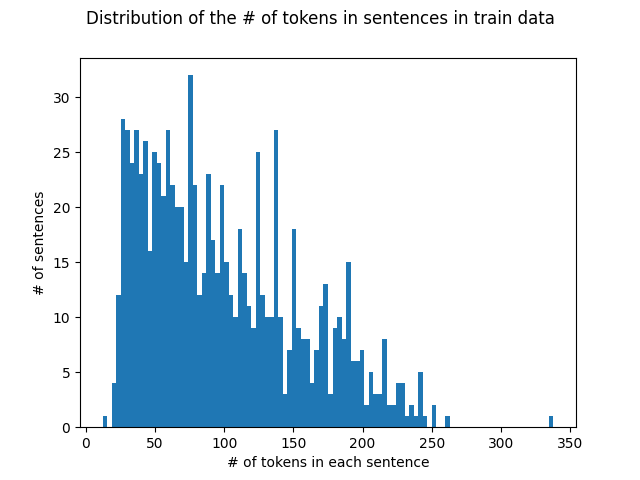 Distribution of the # of tokens in sentences in train data
30
25
20
15
10
5
0
# of sentences
0 50 100 150 200 250 300 350
# of tokens in each sentence